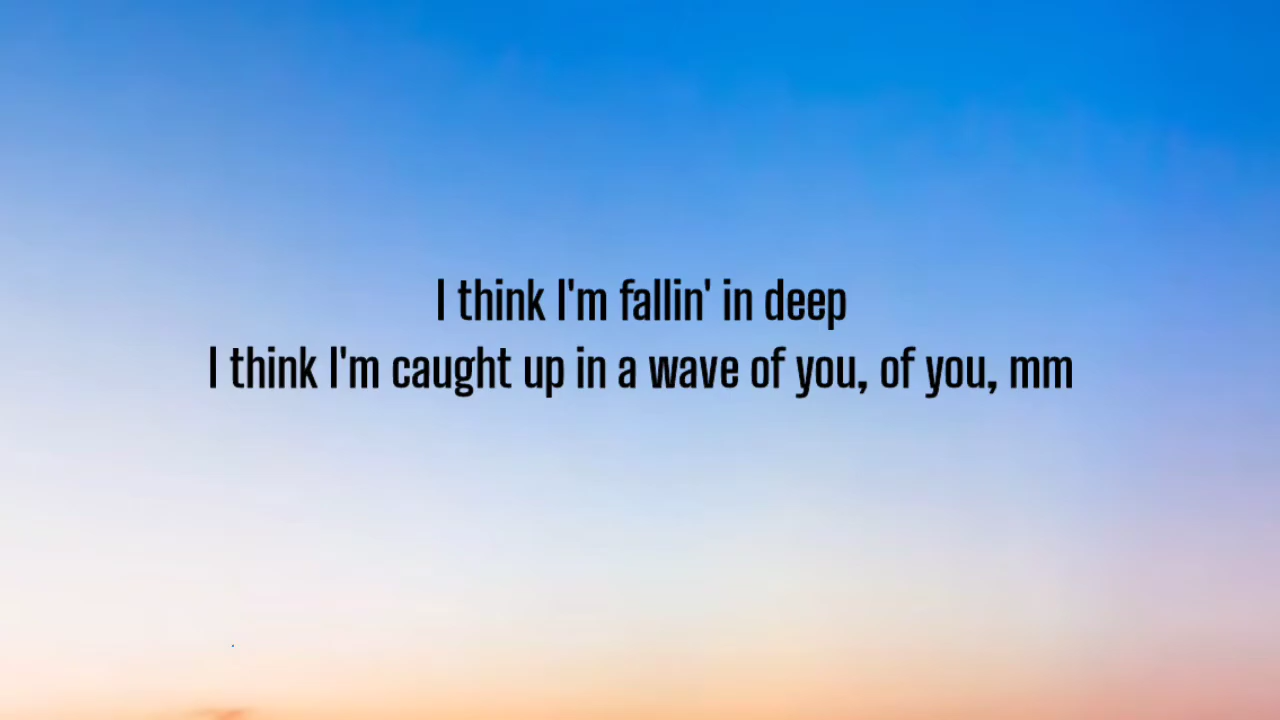 I think I'm fallin' in deep
I think I'm caught up in a wave of you, of you, mm